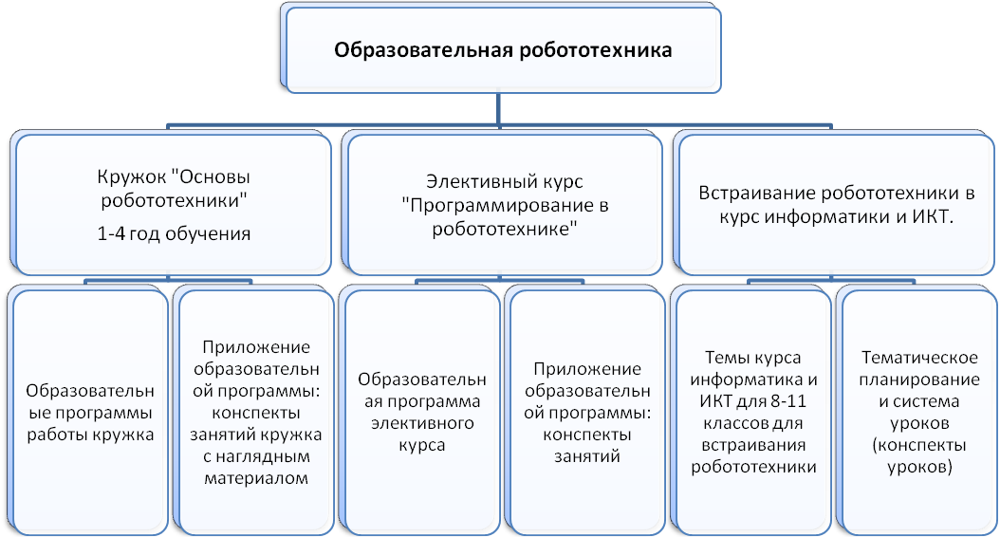 Образовательная робототехника
Кружок "Основы
робототехники"
1-4 год обучения
Элективный курс
"Программирование в
робототехнике"
Встраивание робототехники в
курс информатики и ИКТ.
Образовательн
ые программы
работы кружка
Приложение
образовательн
ой программы:
конспекты
занятий кружка
с наглядным
материалом
Образовательн
ая программа
элективного
курса
Приложение
образовательн
ой программы:
конспекты
занятий
Темы курса
информатика и
ИКТ для 8-11
классов для
встраивания
робототехники
Тематическое
планирование
и система
уроков
(конспекты
уроков)